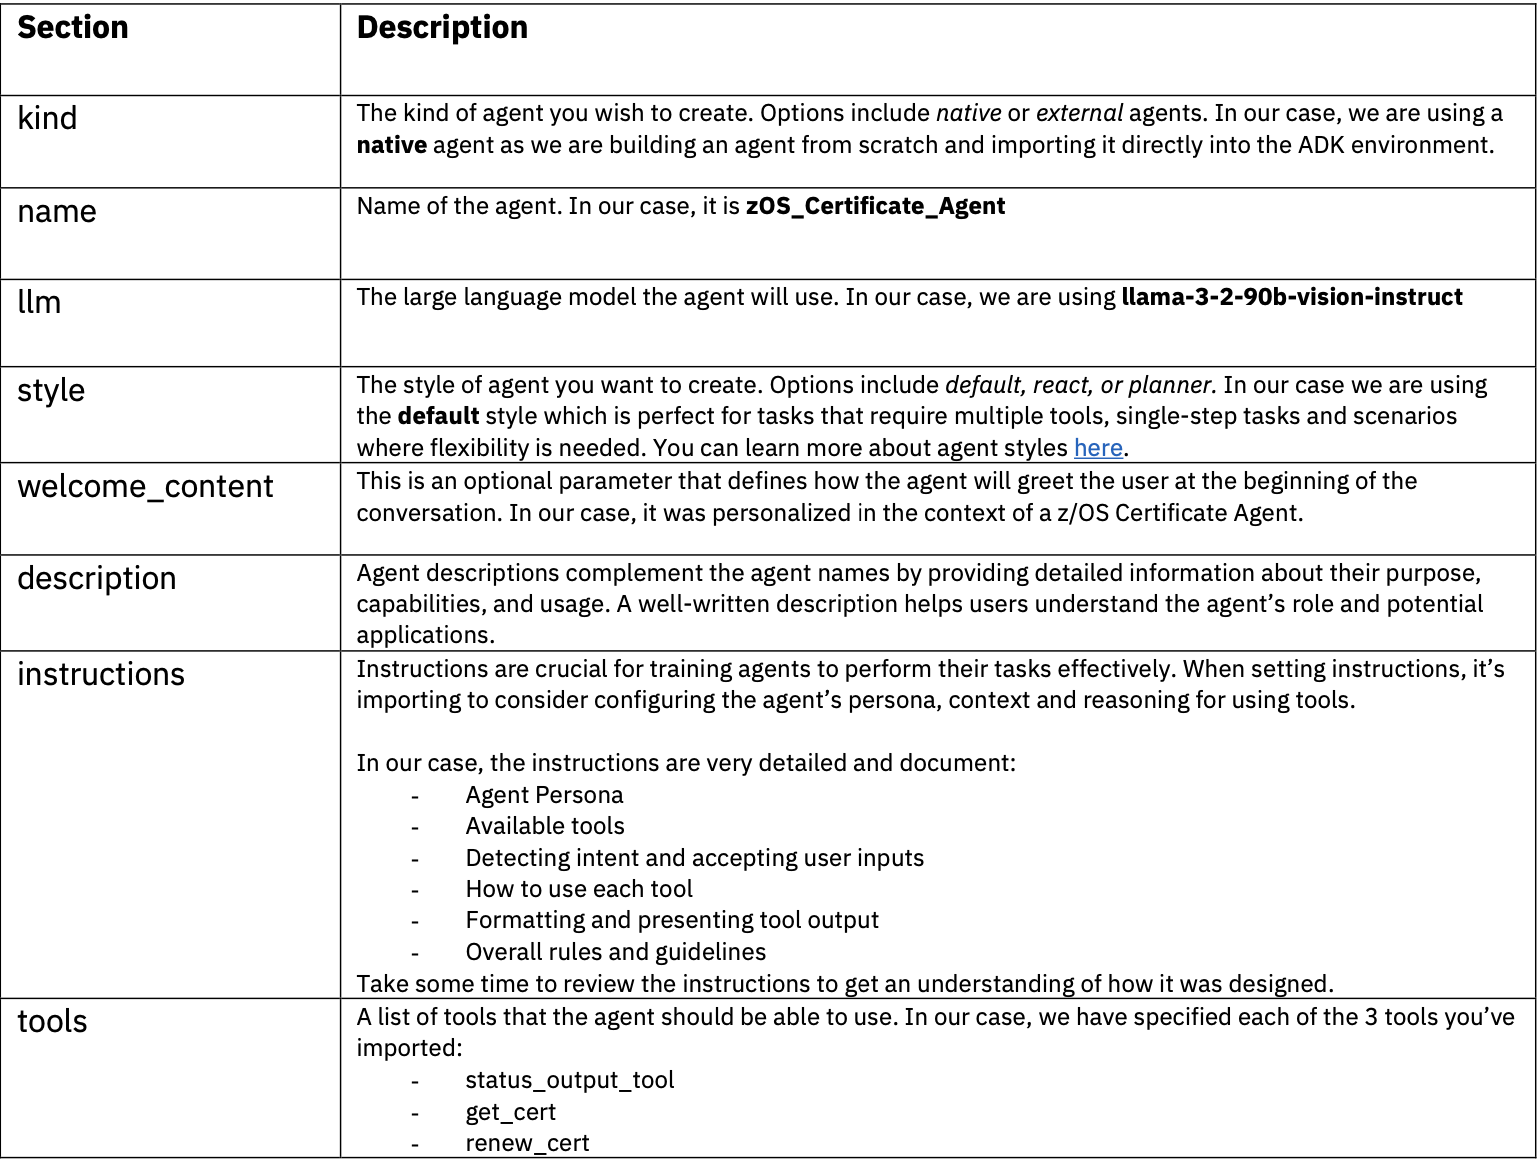 Section
Description
kind
The kind of agent you wish to create. Options include native or external agents. In our case, we are using a
native agent as we are building an agent from scratch and importing it directly into the ADK environment.
name
Name of the agent. In our case, it is zOS_Certificate_Agent
llm
The large language model the agent will use. In our case, we are using llama-3-2-90b-vision-instruct
style
The style of agent you want to create. Options include default, react, or planner. In our case we are using
the default style which is perfect for tasks that require multiple tools, single-step tasks and scenarios
where flexibility is needed. You can learn more about agent styles here.
welcome_content
This is an optional parameter that defines how the agent will greet the user at the beginning of the
conversation. In our case, it was personalized in the context of a z/OS Certificate Agent.
description
Agent descriptions complement the agent names by providing detailed information about their purpose,
capabilities, and usage. A well-written description helps users understand the agent’s role and potential
applications.
instructions
Instructions are crucial for training agents to perform their tasks effectively. When setting instructions, it’s
importing to consider configuring the agent’s persona, context and reasoning for using tools.
In our case, the instructions are very detailed and document:
- Agent Persona
- Available tools
- Detecting intent and accepting user inputs
- How to use each tool
- Formatting and presenting tool output
- Overall rules and guidelines
Take some time to review the instructions to get an understanding of how it was designed.
tools
A list of tools that the agent should be able to use. In our case, we have specified each of the 3 tools you’ve
imported:
- status_output_tool
- get_cert
- renew_cert